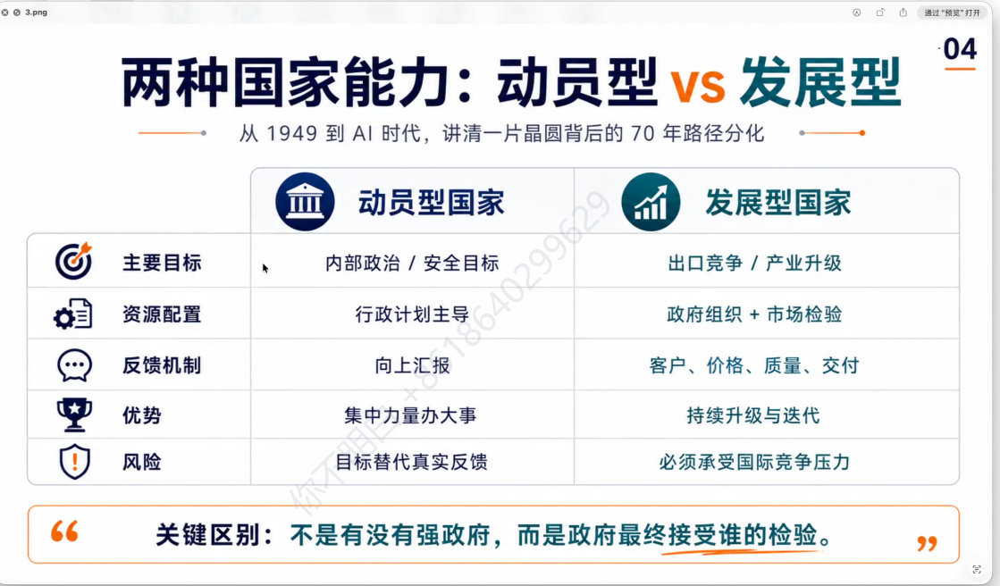 3.png
通过“预览”打开
04
两种国家能力：动员型 vs 发展型
从 1949 到 AI 时代，讲清一片晶圆背后的 70 年路径分化
动员型国家 发展型国家
主要目标 内部政治 / 安全目标 出口竞争 / 产业升级
资源配置 行政计划主导 政府组织 + 市场检验
反馈机制 向上汇报 客户、价格、质量、交付
优势 集中力量办大事 持续升级与迭代
风险 目标替代真实反馈 必须承受国际竞争压力
“关键区别：不是有没有强政府，而是政府最终接受谁的检验。”
+8618640299629